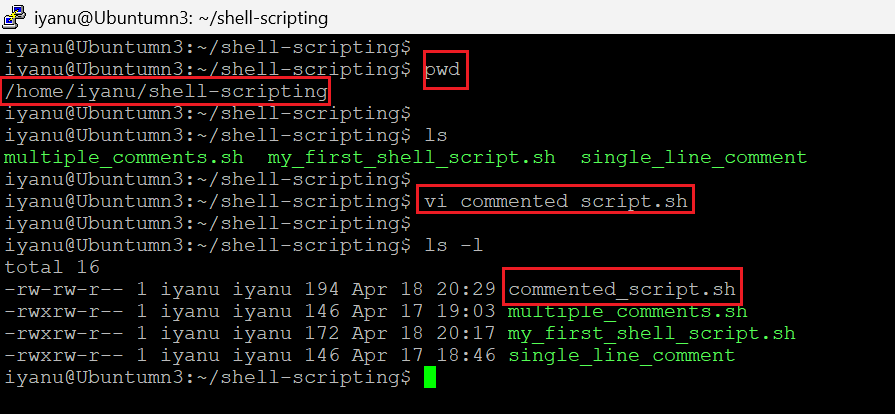 iyanu@Ubuntumn3: ~/shell-scripting
iyanu@Ubuntumn3:~/shell-scripting$
iyanu@Ubuntumn3:~/shell-scripting$ pwd
/home/iyanu/shell-scripting
iyanu@Ubuntumn3:~/shell-scripting$
iyanu@Ubuntumn3:~/shell-scripting$ ls
multiple_comments.sh  my_first_shell_script.sh  single_line_comment
iyanu@Ubuntumn3:~/shell-scripting$
iyanu@Ubuntumn3:~/shell-scripting$ vi commented_script.sh
iyanu@Ubuntumn3:~/shell-scripting$
iyanu@Ubuntumn3:~/shell-scripting$ ls -l
total 16
-rw-rw-r-- 1 iyanu iyanu 194 Apr 18 20:29 commented_script.sh
-rwxrw-r-- 1 iyanu iyanu 146 Apr 17 19:03 multiple_comments.sh
-rwxrw-r-- 1 iyanu iyanu 172 Apr 18 20:17 my_first_shell_script.sh
-rwxrw-r-- 1 iyanu iyanu 146 Apr 17 18:46 single_line_comment
iyanu@Ubuntumn3:~/shell-scripting$